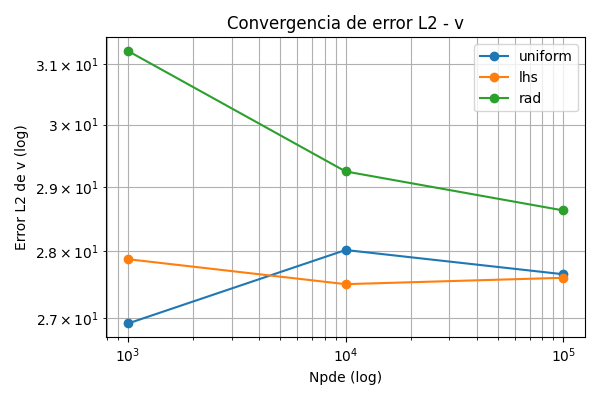 Convergencia de error L2 - v
Error L2 de v (log)
3.1 × 10¹
3 × 10¹
2.9 × 10¹
2.8 × 10¹
2.7 × 10¹
uniform
lhs
rad
10³
10⁴
10⁵
Npde (log)